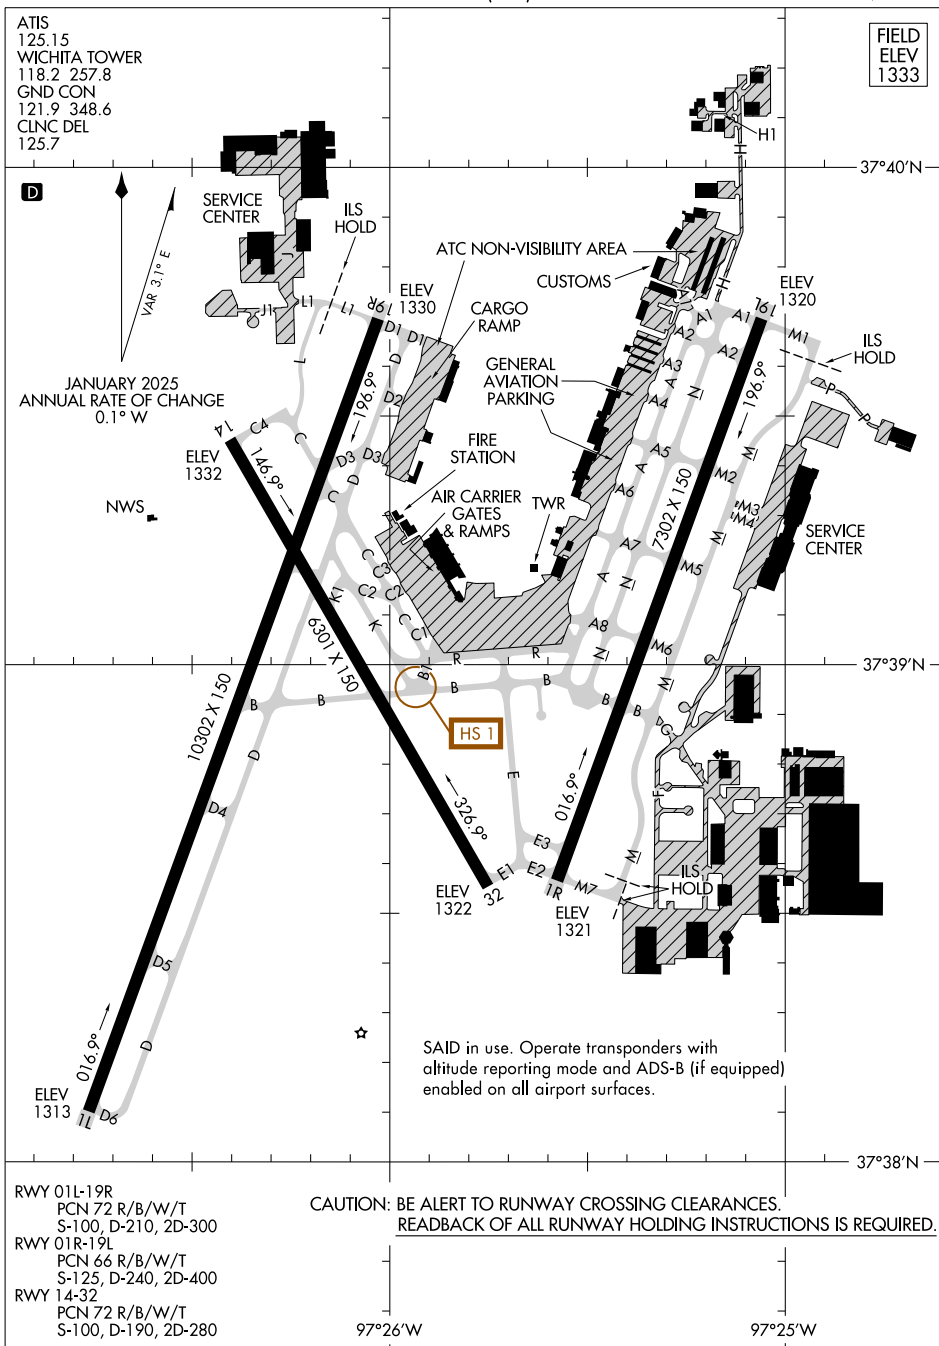 ATIS
125.15
WICHITA TOWER
118.2 257.8
GND CON
121.9 348.6
CLNC DEL
125.7
FIELD
ELEV
1333
D
H1
H
37°40'N
VAR 3.1° E
JANUARY 2025
ANNUAL RATE OF CHANGE
0.1° W
SERVICE
CENTER
ILS
HOLD
J
J1
L1
L1
L
ATC NON-VISIBILITY AREA
CUSTOMS
H
H
ELEV
1330
19R
CARGO
RAMP
D1
D1
D
D2
D3
D3
D
196.9°
GENERAL
AVIATION
PARKING
A1
A1
A2
A2
A3
A
A4
N
A5
A
A6
A7
A
N
A8
N
ELEV
1320
19L
M1
ILS
HOLD
196.9°
P
P
M
M2
M3
M4
M
M5
M6
M
7302 X 150
SERVICE
CENTER
14
C4
C
ELEV
1332
146.9°
NWS
FIRE
STATION
AIR CARRIER
GATES
& RAMPS
TWR
C
C
C3
C2
C2
C
C1
K1
K
6301 X 150
10302 X 150
B1
R
R
37°39'N
B
B
B
B
B
B
HS 1
D
G
F
D
D4
E
326.9°
016.9°
E3
E1
E2
M7
M
ELEV
1322
32
1R
ELEV
1321
ILS
HOLD
D5
D
016.9°
ELEV
1313
1L
D6
SAID in use. Operate transponders with
altitude reporting mode and ADS-B (if equipped)
enabled on all airport surfaces.
37°38'N
RWY 01L-19R
PCN 72 R/B/W/T
S-100, D-210, 2D-300
RWY 01R-19L
PCN 66 R/B/W/T
S-125, D-240, 2D-400
RWY 14-32
PCN 72 R/B/W/T
S-100, D-190, 2D-280
CAUTION: BE ALERT TO RUNWAY CROSSING CLEARANCES.
READBACK OF ALL RUNWAY HOLDING INSTRUCTIONS IS REQUIRED.
97°26'W
97°25'W